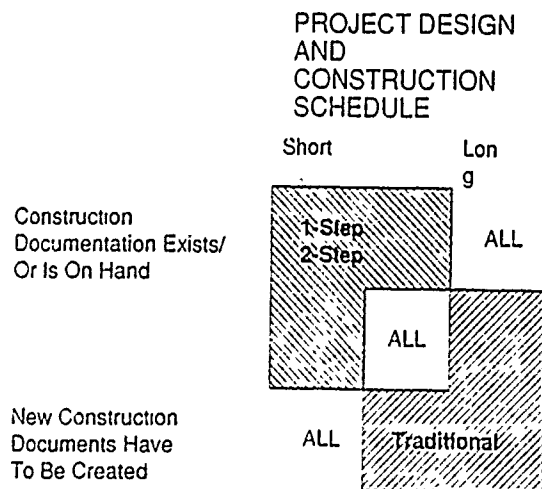 PROJECT DESIGN
AND
CONSTRUCTION
SCHEDULE
Short
Lon
g
Construction
Documentation Exists/
Or Is On Hand
1-Step
2-Step
ALL
ALL
New Construction
Documents Have
To Be Created
ALL
Traditional